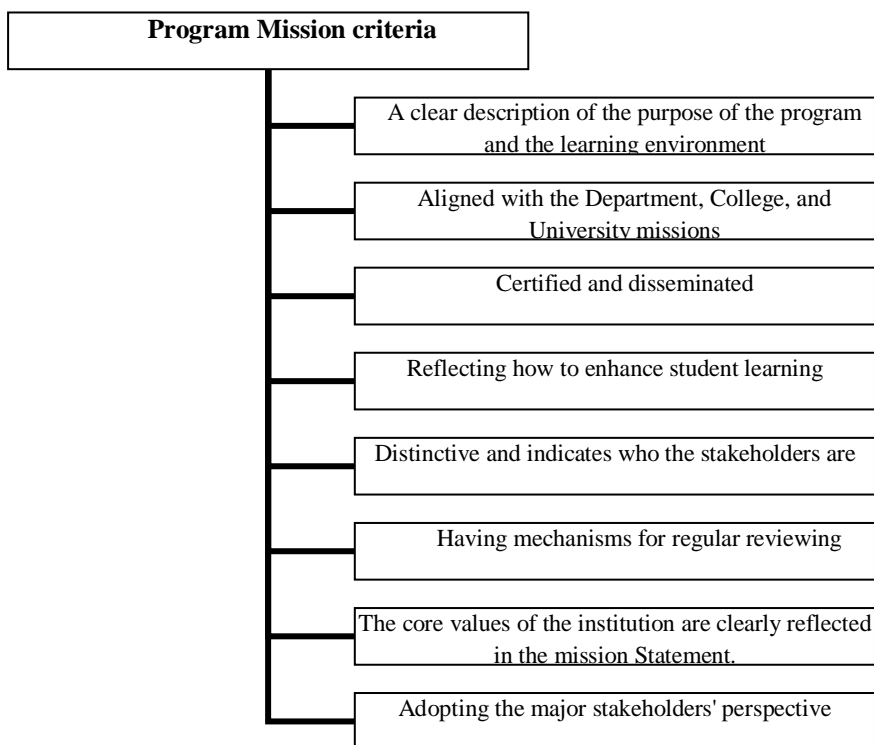 Program Mission criteria
A clear description of the purpose of the program
and the learning environment
Aligned with the Department, College, and
University missions
Certified and disseminated
Reflecting how to enhance student learning
Distinctive and indicates who the stakeholders are
Having mechanisms for regular reviewing
The core values of the institution are clearly reflected
in the mission Statement.
Adopting the major stakeholders' perspective